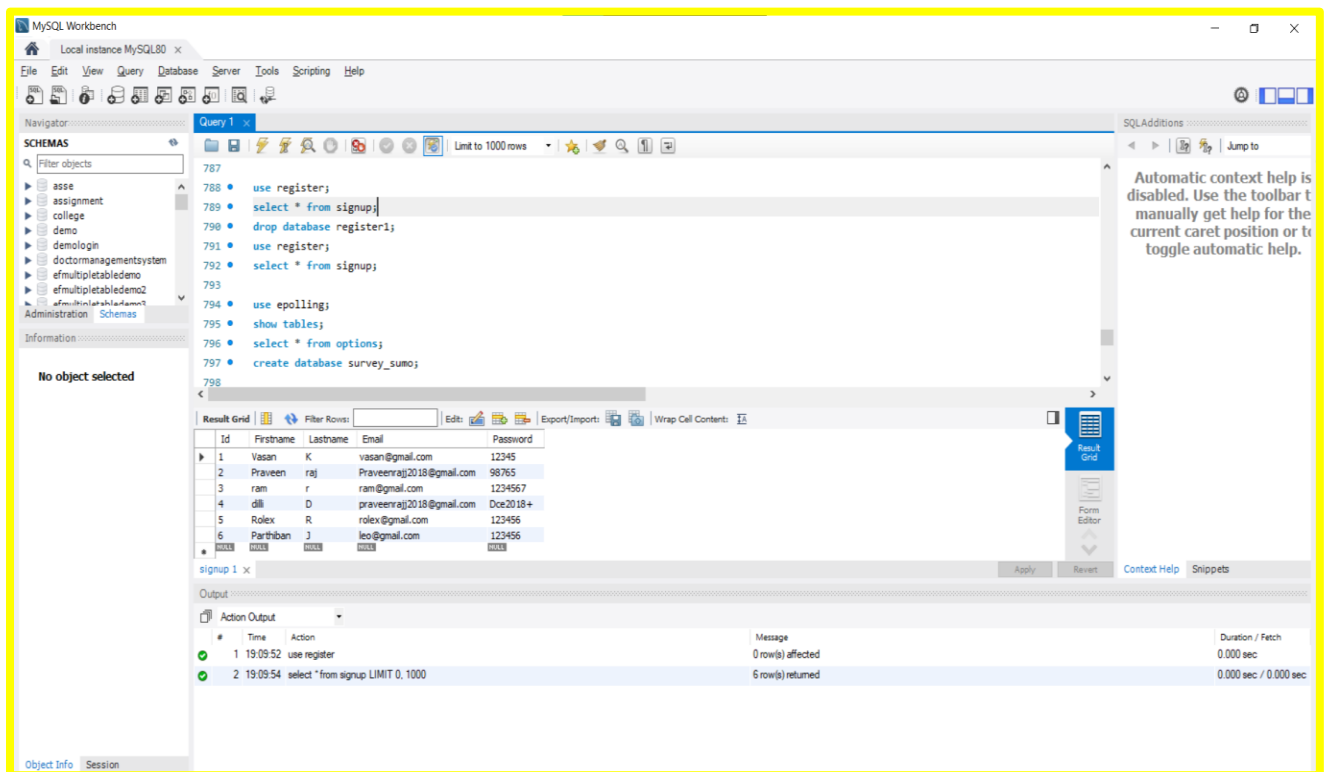 MySQL Workbench
Local instance MySQL80
File Edit View Query Database Server Tools Scripting Help
Navigator
SCHEMAS
Filter objects
asse
assignment
college
demo
demologin
doctormanagementsystem
efmultipletabledemo
efmultipletabledemo2
efmultipletabledemo3
Administration Schemas
Information
No object selected
Object Info Session
Query 1
Limit to 1000 rows
787
788 use register;
789 select * from signup;
790 drop database register1;
791 use register;
792 select * from signup;
793
794 use epolling;
795 show tables;
796 select * from options;
797 create database survey_sumo;
798
Result Grid Filter Rows: Edit: Export/Import: Wrap Cell Content:
Id Firstname Lastname Email Password
1 Vasan K vasan@gmail.com 12345
2 Praveen raj Praveenrajj2018@gmail.com 98765
3 ram r ram@gmail.com 1234567
4 dilli D praveenrajj2018@gmail.com Dce2018+
5 Rolex R rolex@gmail.com 123456
6 Parthiban J leo@gmail.com 123456
NULL NULL NULL NULL NULL
Result
Grid
Form
Editor
signup 1 Apply Revert
Output
Action Output
# Time Action Message Duration / Fetch
1 19:09:52 use register 0 row(s) affected 0.000 sec
2 19:09:54 select * from signup LIMIT 0, 1000 6 row(s) returned 0.000 sec / 0.000 sec
SQLAdditions
Jump to
Automatic context help is
disabled. Use the toolbar t
manually get help for the
current caret position or to
toggle automatic help.
Context Help Snippets